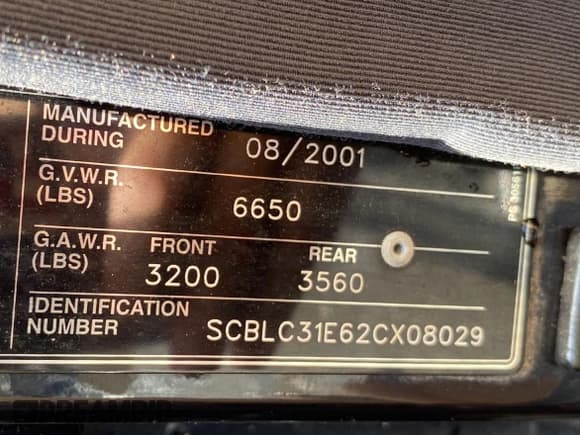 MANUFACTURED
DURING 08/2001
G.V.W.R.
(LBS) 6650
G.A.W.R. FRONT REAR
(LBS) 3200 3560
IDENTIFICATION
NUMBER SCBLC31E62CX08029